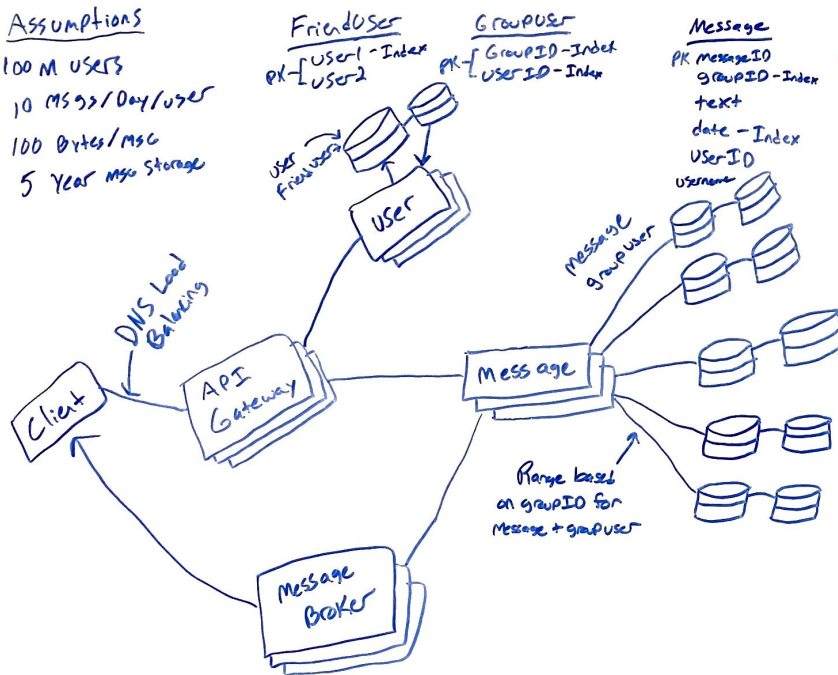 Assumptions
100 M users
10 Msgs/Day/user
100 Bytes/Msg
5 Year Msg Storage
FriendUser
PK
User1 - Index
User2
GroupUser
PK
GroupID - Index
UserID - Index
Message
PK messageID
groupID - Index
text
date - Index
UserID
Username
User
FriendUser
User
Message
groupUser
DNS Load
Balancing
Client
API
Gateway
Message
Range based
on groupID for
Message + groupUser
Message
Broker